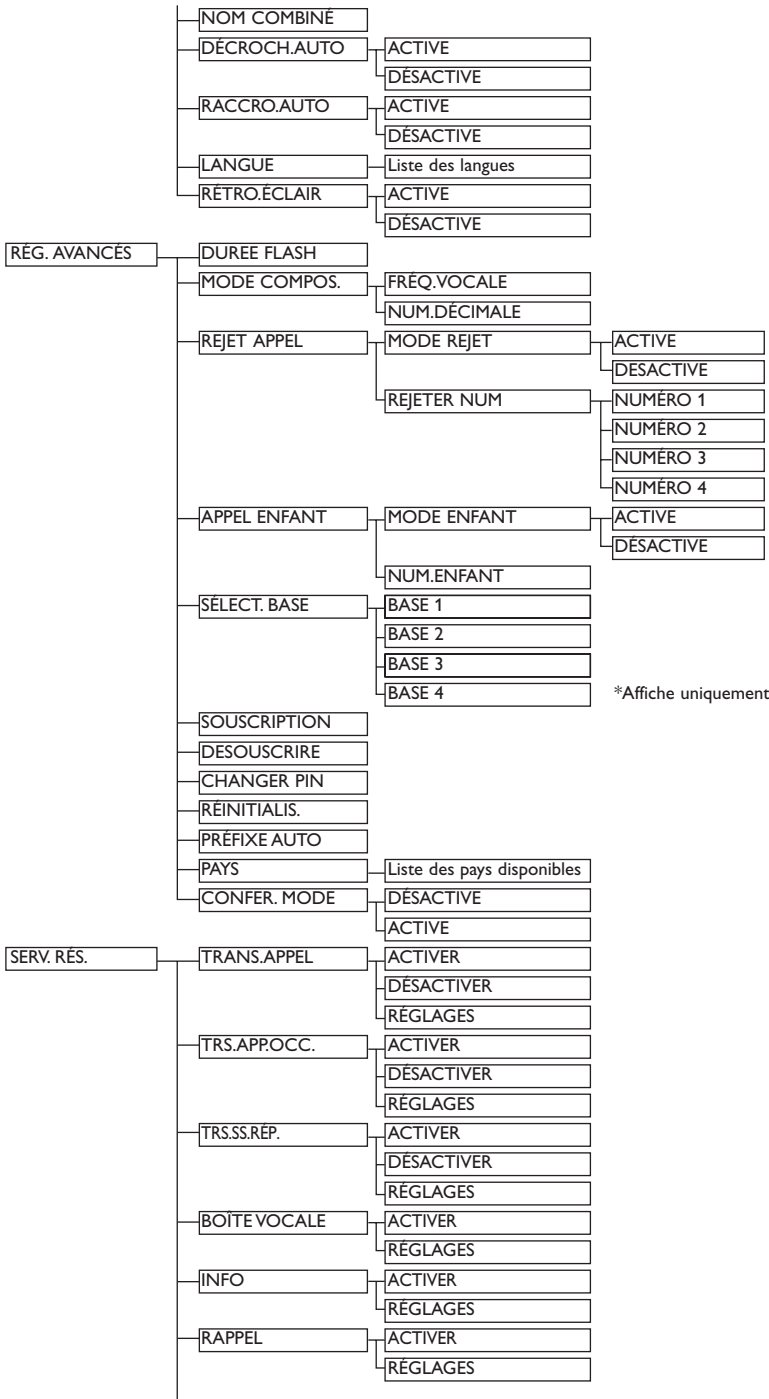 NOM COMBINÉ
DÉCROCH.AUTO ACTIVE
DÉSACTIVE
RACCRO.AUTO ACTIVE
DÉSACTIVE
LANGUE Liste des langues
RÉTRO.ÉCLAIR ACTIVE
DÉSACTIVE
RÉG. AVANCÉS DUREE FLASH
MODE COMPOS. FRÉQ.VOCALE
NUM.DÉCIMALE
REJET APPEL MODE REJET ACTIVE
DESACTIVE
REJETER NUM NUMÉRO 1
NUMÉRO 2
NUMÉRO 3
NUMÉRO 4
APPEL ENFANT MODE ENFANT ACTIVE
DÉSACTIVE
NUM.ENFANT
SÉLECT. BASE BASE 1
BASE 2
BASE 3
BASE 4 *Affiche uniquement
SOUSCRIPTION
DESOUSCRIRE
CHANGER PIN
RÉINITIALIS.
PRÉFIXE AUTO
PAYS Liste des pays disponibles
CONFER. MODE DÉSACTIVE
ACTIVE
SERV. RÉS. TRANS.APPEL ACTIVER
DÉSACTIVER
RÉGLAGES
TRS.APP.OCC. ACTIVER
DÉSACTIVER
RÉGLAGES
TRS.SS.RÉP. ACTIVER
DÉSACTIVER
RÉGLAGES
BOÎTE VOCALE ACTIVER
RÉGLAGES
INFO ACTIVER
RÉGLAGES
RAPPEL ACTIVER
RÉGLAGES